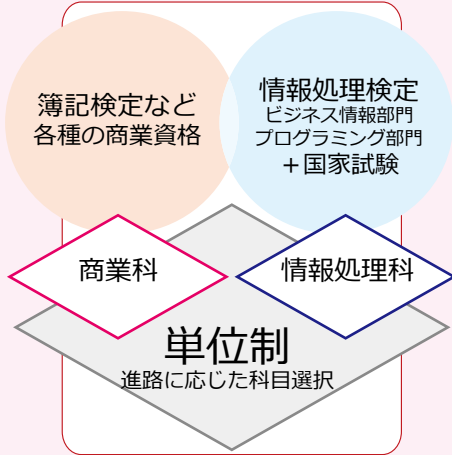 簿記検定など
各種の商業資格
情報処理検定
ビジネス情報部門
プログラミング部門
＋国家試験
商業科
情報処理科
単位制
進路に応じた科目選択